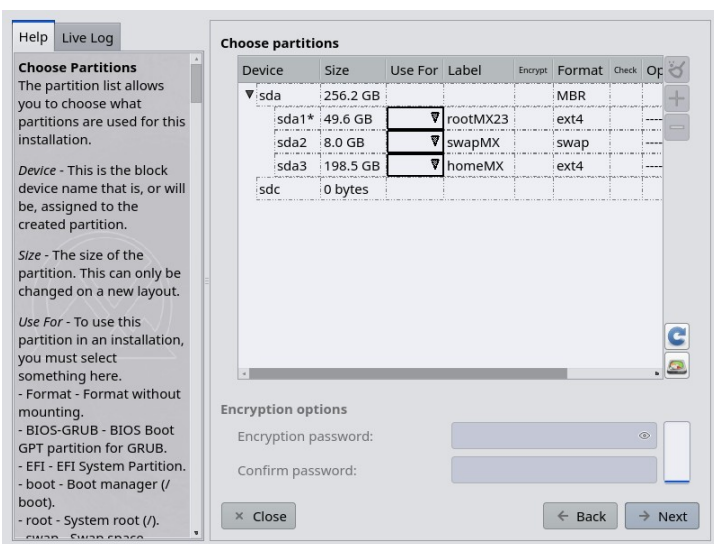 Help Live Log
Choose Partitions
The partition list allows
you to choose what
partitions are used for this
installation.
Device - This is the block
device name that is, or will
be, assigned to the
created partition.
Size - The size of the
partition. This can only be
changed on a new layout.
Use For - To use this
partition in an installation,
you must select
something here.
- Format - Format without
mounting.
- BIOS-GRUB - BIOS Boot
GPT partition for GRUB.
- EFI - EFI System Partition.
- boot - Boot manager (/
boot).
- root - System root (/).
- swap - Swap space.
Choose partitions
Device Size Use For Label Encrypt Format Check Op
sda 256.2 GB MBR
sda1* 49.6 GB rootMX23 ext4 ----
sda2 8.0 GB swapMX swap ----
sda3 198.5 GB homeMX ext4 ----
sdc 0 bytes
Encryption options
Encryption password:
Confirm password:
Close
Back
Next